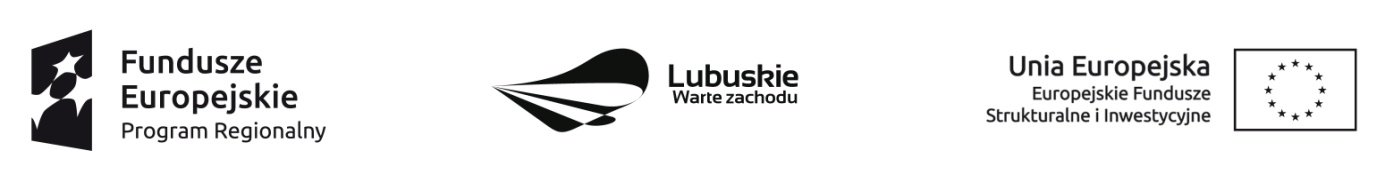 Fundusze
Europejskie
Program Regionalny
Lubuskie
Warte zachodu
Unia Europejska
Europejskie Fundusze
Strukturalne i Inwestycyjne